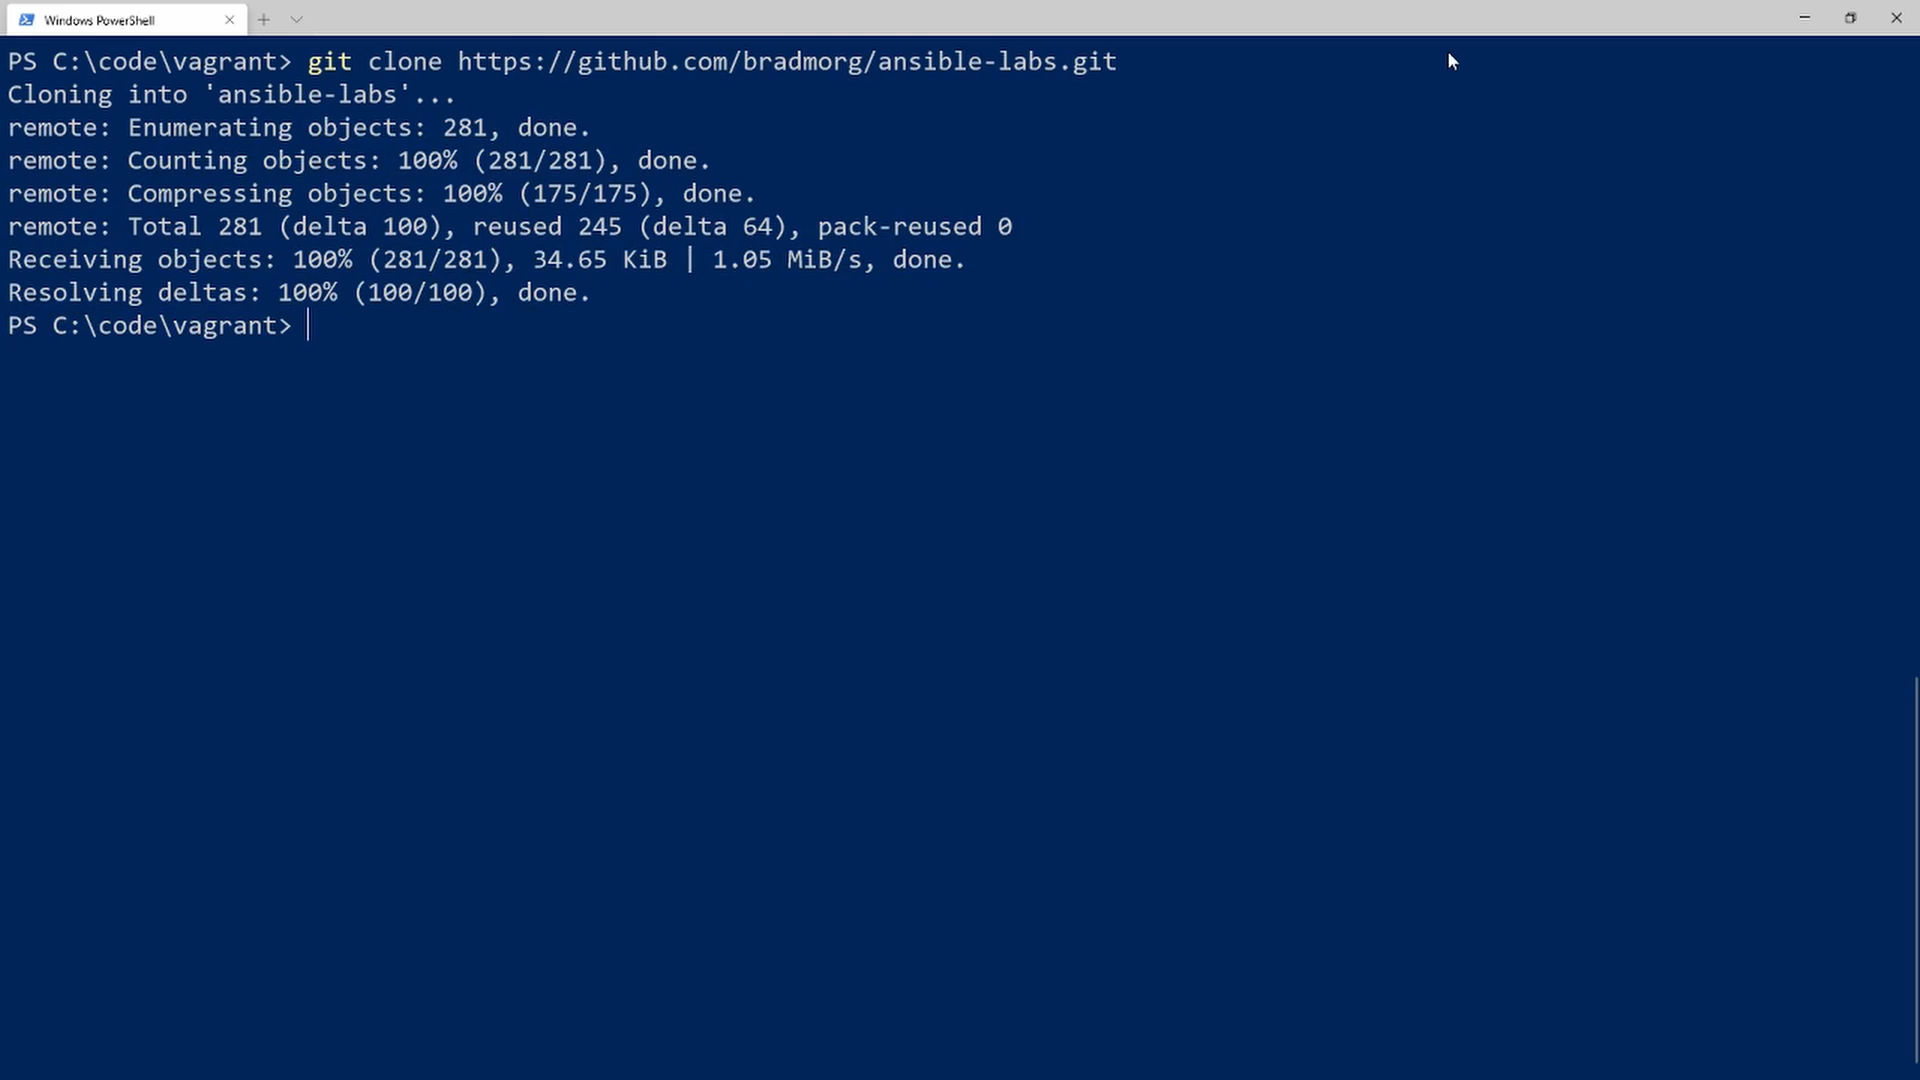 Windows PowerShell
PS C:\code\vagrant> git clone https://github.com/bradmorg/ansible-labs.git
Cloning into 'ansible-labs'...
remote: Enumerating objects: 281, done.
remote: Counting objects: 100% (281/281), done.
remote: Compressing objects: 100% (175/175), done.
remote: Total 281 (delta 100), reused 245 (delta 64), pack-reused 0
Receiving objects: 100% (281/281), 34.65 KiB | 1.05 MiB/s, done.
Resolving deltas: 100% (100/100), done.
PS C:\code\vagrant>